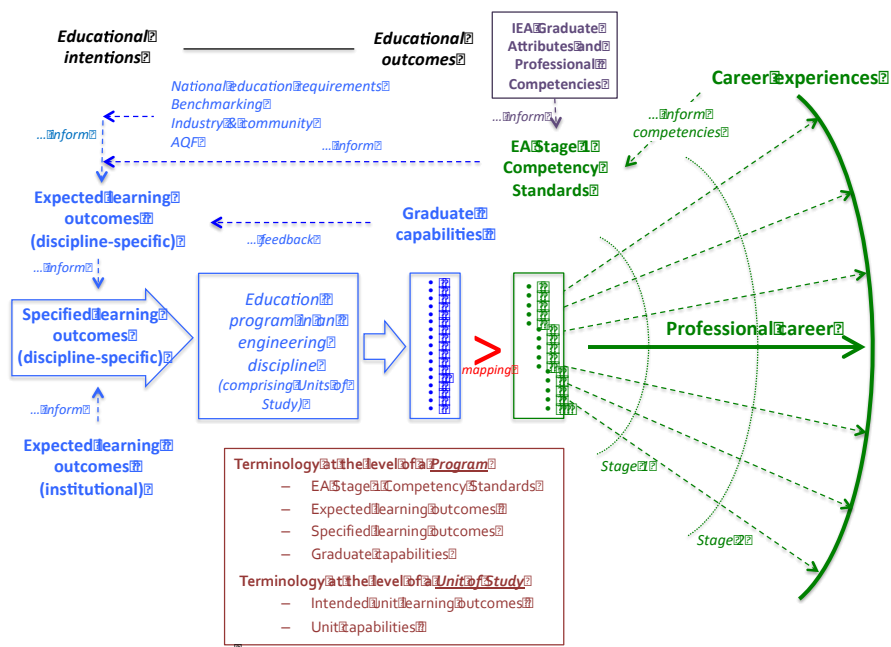 Educational
intentions
Educational
outcomes
IEA Graduate
Attributes and
Professional
Competencies
Career experiences
National education requirements
Benchmarking
Industry & community
AQF
... inform
... inform
... inform
... inform
competencies
EA Stage 1
Competency
Standards
Expected learning
outcomes
(discipline-specific)
... feedback
Graduate
capabilities
... inform
Specified learning
outcomes
(discipline-specific)
Education
program in an
engineering
discipline
(comprising Units of
Study)
>
mapping
Professional career
... inform
Expected learning
outcomes
(institutional)
Stage 1
Stage 2
Terminology at the level of a Program
– EA Stage 1 Competency Standards
– Expected learning outcomes
– Specified learning outcomes
– Graduate capabilities
Terminology at the level of a Unit of Study
– Intended unit learning outcomes
– Unit capabilities